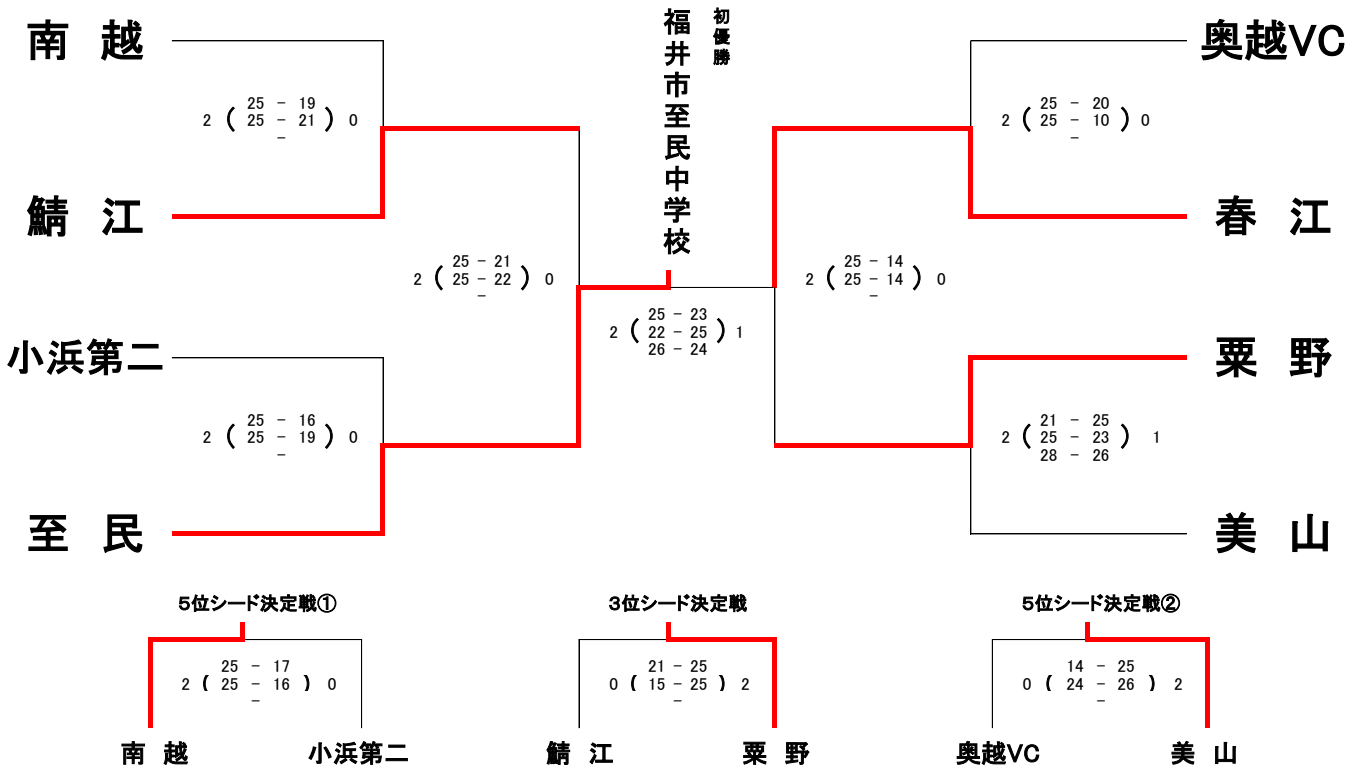 福井市至民中学校
初優勝
南 越
25 - 19
2 ( 25 - 21 ) 0
-
鯖 江
25 - 21
2 ( 25 - 22 ) 0
-
小浜第二
25 - 16
2 ( 25 - 19 ) 0
-
至 民
25 - 23
2 ( 22 - 25 ) 1
26 - 24
奥越VC
25 - 20
2 ( 25 - 10 ) 0
-
春 江
25 - 14
2 ( 25 - 14 ) 0
-
粟 野
21 - 25
2 ( 25 - 23 ) 1
28 - 26
美 山
5位シード決定戦①
25 - 17
2 ( 25 - 16 ) 0
-
南 越 小浜第二
3位シード決定戦
21 - 25
0 ( 15 - 25 ) 2
-
鯖 江 粟 野
5位シード決定戦②
14 - 25
0 ( 24 - 26 ) 2
-
奥越VC 美 山